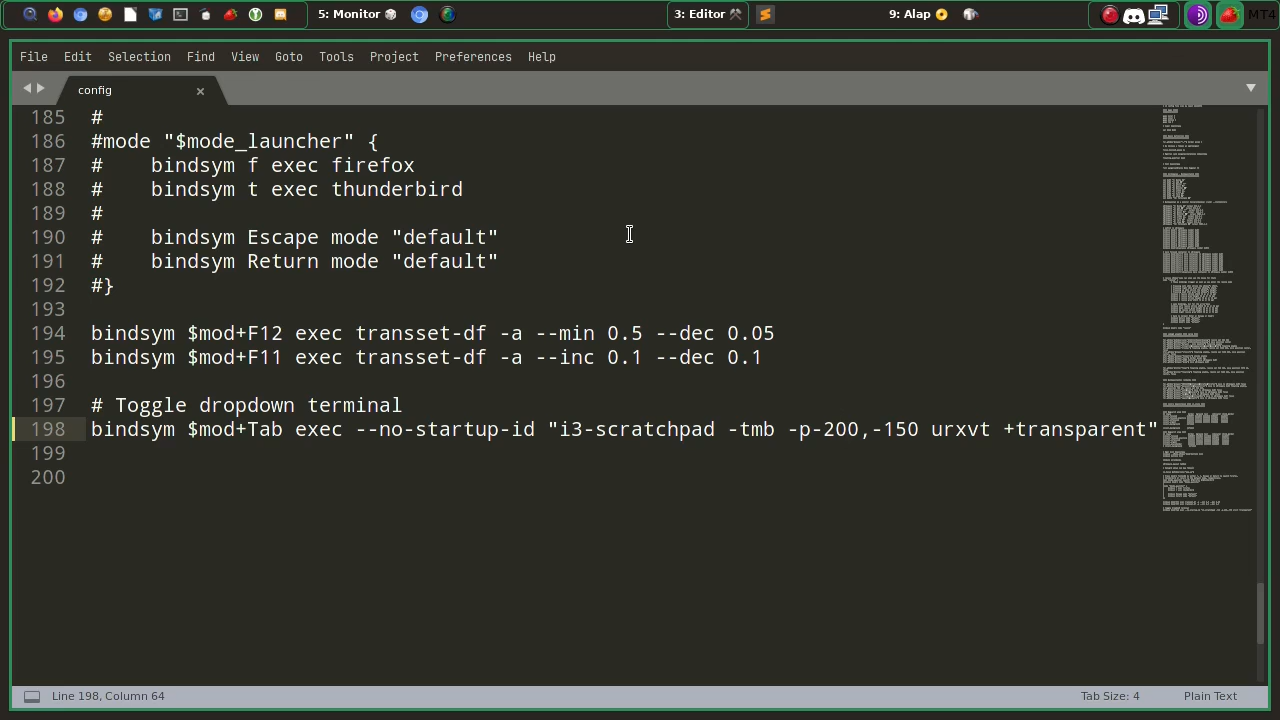 5: Monitor
3: Editor
9: Alap
MT4
File Edit Selection Find View Goto Tools Project Preferences Help
config
185 #
186 #mode "$mode_launcher" {
187 #    bindsym f exec firefox
188 #    bindsym t exec thunderbird
189 #
190 #    bindsym Escape mode "default"
191 #    bindsym Return mode "default"
192 #}
193
194 bindsym $mod+F12 exec transset-df -a --min 0.5 --dec 0.05
195 bindsym $mod+F11 exec transset-df -a --inc 0.1 --dec 0.1
196
197 # Toggle dropdown terminal
198 bindsym $mod+Tab exec --no-startup-id "i3-scratchpad -tmb -p-200,-150 urxvt +transparent"
199
200
Line 198, Column 64
Tab Size: 4
Plain Text